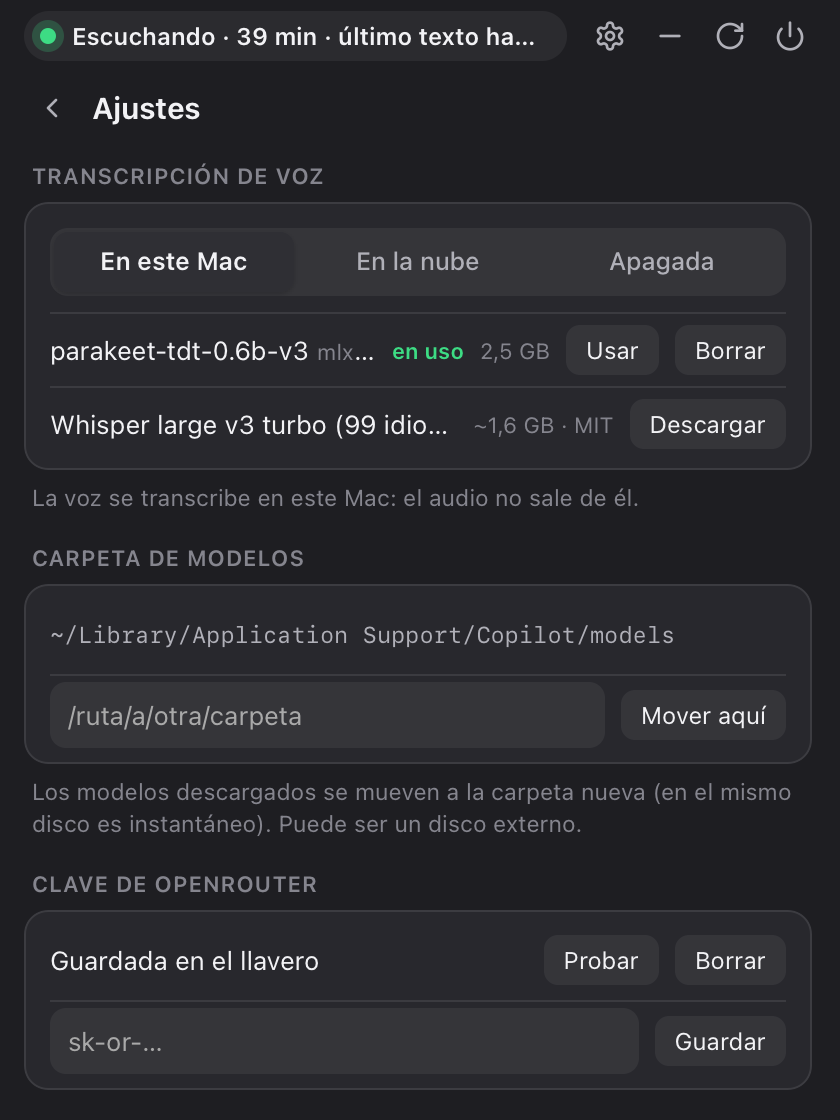 Escuchando · 39 min · último texto ha...
Ajustes
TRANSCRIPCIÓN DE VOZ
En este Mac En la nube Apagada
parakeet-tdt-0.6b-v3 mlx... en uso 2,5 GB Usar Borrar
Whisper large v3 turbo (99 idio... ~1,6 GB · MIT Descargar
La voz se transcribe en este Mac: el audio no sale de él.
CARPETA DE MODELOS
~/Library/Application Support/Copilot/models
/ruta/a/otra/carpeta Mover aquí
Los modelos descargados se mueven a la carpeta nueva (en el mismo
disco es instantáneo). Puede ser un disco externo.
CLAVE DE OPENROUTER
Guardada en el llavero Probar Borrar
sk-or-... Guardar